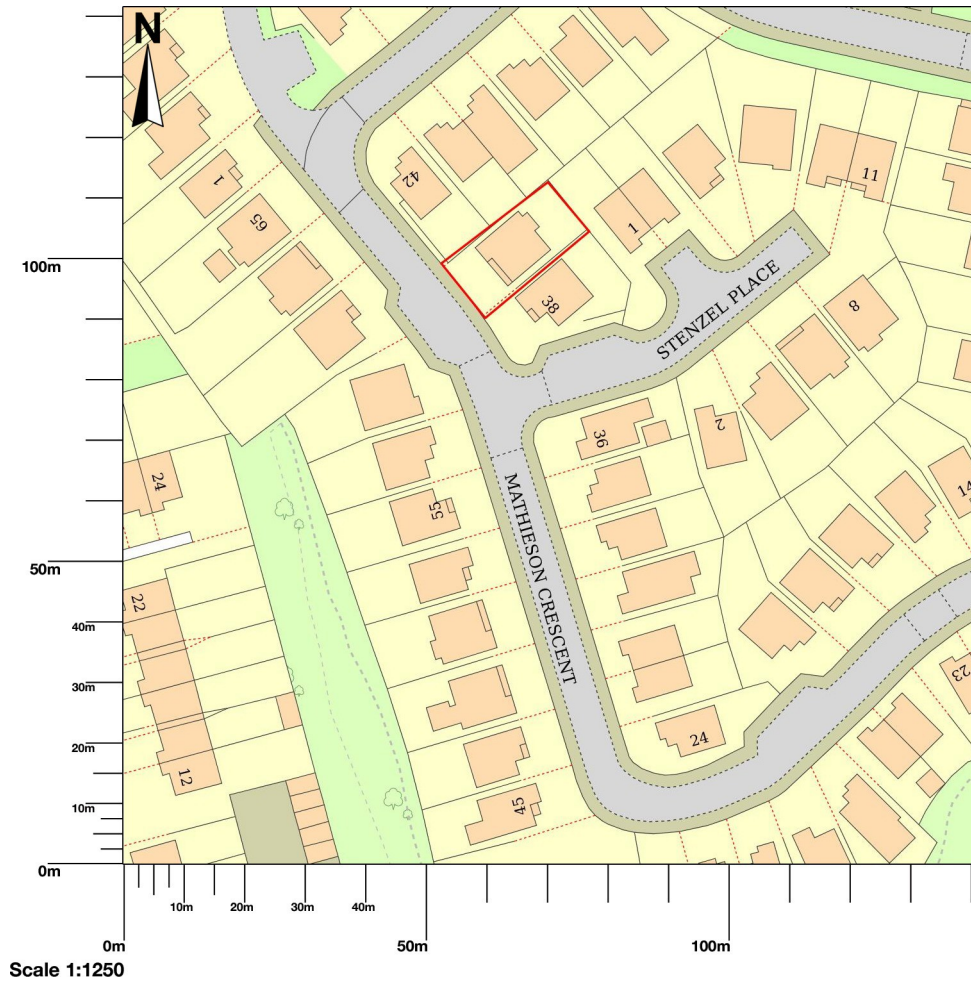 N
42
1
65
11
1
38
STENZEL PLACE
8
100m
36
2
24
55
14
MATHIESON CRESCENT
50m
22
40m
30m
23
20m
24
12
10m
45
0m
10m
20m
30m
40m
0m
50m
100m
Scale 1:1250